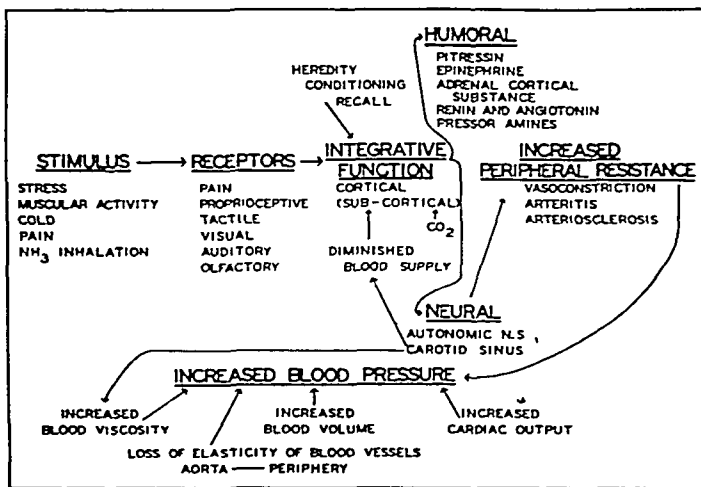 HUMORAL
PITRESSIN
EPINEPHRINE
ADRENAL CORTICAL
SUBSTANCE
RENIN AND ANGIOTONIN
PRESSOR AMINES
HEREDITY
CONDITIONING
RECALL
STIMULUS
STRESS
MUSCULAR ACTIVITY
COLD
PAIN
NH3 INHALATION
RECEPTORS
PAIN
PROPRIOCEPTIVE
TACTILE
VISUAL
AUDITORY
OLFACTORY
INTEGRATIVE
FUNCTION
CORTICAL
(SUB-CORTICAL)
CO2
DIMINISHED
BLOOD SUPPLY
INCREASED
PERIPHERAL RESISTANCE
VASOCONSTRICTION
ARTERITIS
ARTERIOSCLEROSIS
NEURAL
AUTONOMIC N.S.
CAROTID SINUS
INCREASED BLOOD PRESSURE
INCREASED
BLOOD VISCOSITY
LOSS OF ELASTICITY OF BLOOD VESSELS
AORTA — PERIPHERY
INCREASED
BLOOD VOLUME
INCREASED
CARDIAC OUTPUT